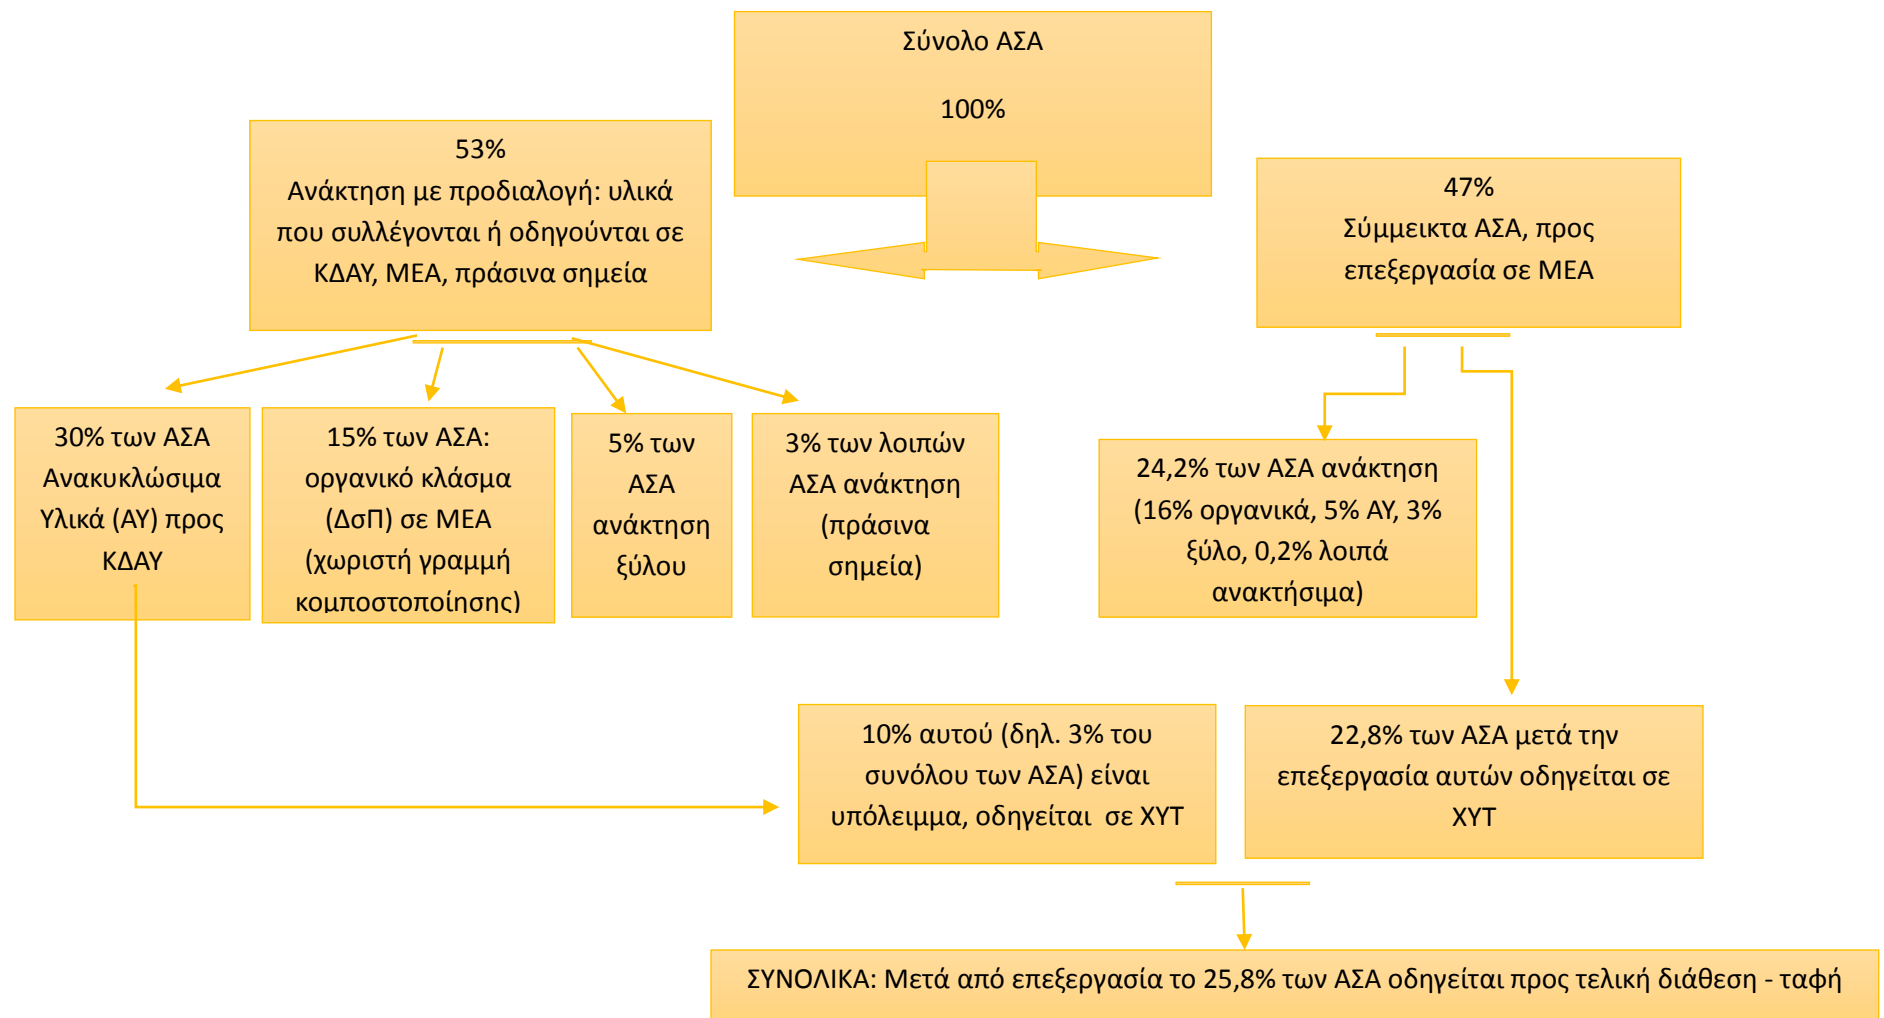 Σύνολο ΑΣΑ
100%
53%
Ανάκτηση με προδιαλογή: υλικά
που συλλέγονται ή οδηγούνται σε
ΚΔΑΥ, ΜΕΑ, πράσινα σημεία
47%
Σύμμεικτα ΑΣΑ, προς
επεξεργασία σε ΜΕΑ
30% των ΑΣΑ
Ανακυκλώσιμα
Υλικά (ΑΥ) προς
ΚΔΑΥ
15% των ΑΣΑ:
οργανικό κλάσμα
(ΔσΠ) σε ΜΕΑ
(χωριστή γραμμή
κομποστοποίησης)
5% των
ΑΣΑ
ανάκτηση
ξύλου
3% των λοιπών
ΑΣΑ ανάκτηση
(πράσινα
σημεία)
24,2% των ΑΣΑ ανάκτηση
(16% οργανικά, 5% ΑΥ, 3%
ξύλο, 0,2% λοιπά
ανακτήσιμα)
10% αυτού (δηλ. 3% του
συνόλου των ΑΣΑ) είναι
υπόλειμμα, οδηγείται σε ΧΥΤ
22,8% των ΑΣΑ μετά την
επεξεργασία αυτών οδηγείται σε
ΧΥΤ
ΣΥΝΟΛΙΚΑ: Μετά από επεξεργασία το 25,8% των ΑΣΑ οδηγείται προς τελική διάθεση - ταφή